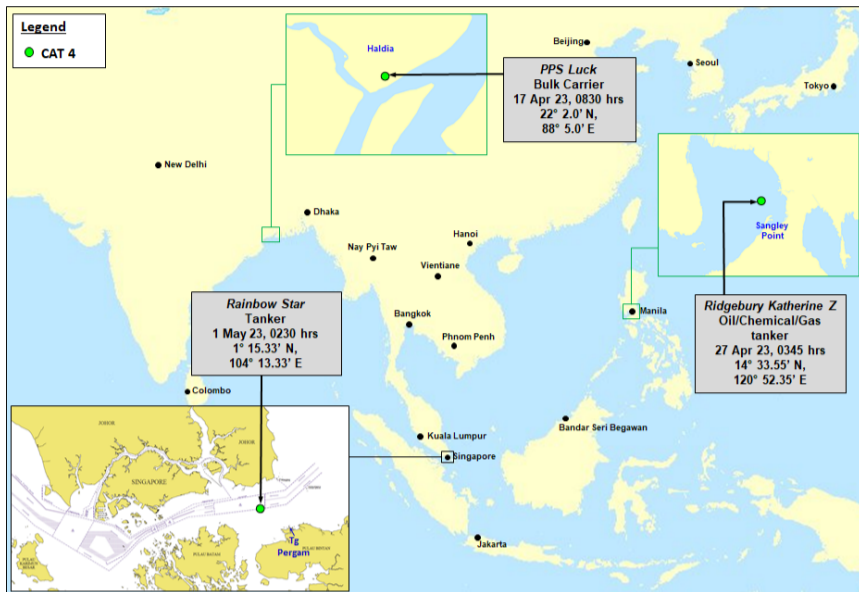 Legend
CAT 4
Haldia
PPS Luck
Bulk Carrier
17 Apr 23, 0830 hrs
22° 2.0' N,
88° 5.0' E
Beijing
Seoul
Tokyo
New Delhi
Dhaka
Nay Pyi Taw
Hanoi
Vientiane
Bangkok
Phnom Penh
Sangley
Point
Manila
Ridgebury Katherine Z
Oil/Chemical/Gas
tanker
27 Apr 23, 0345 hrs
14° 33.55' N,
120° 52.35' E
Rainbow Star
Tanker
1 May 23, 0230 hrs
1° 15.33' N,
104° 13.33' E
Colombo
Kuala Lumpur
Singapore
Bandar Seri Begawan
Jakarta
JOHOR
JOHOR
SINGAPORE
Tg
Pergam
PULAU BATAM
PULAU BINTAN